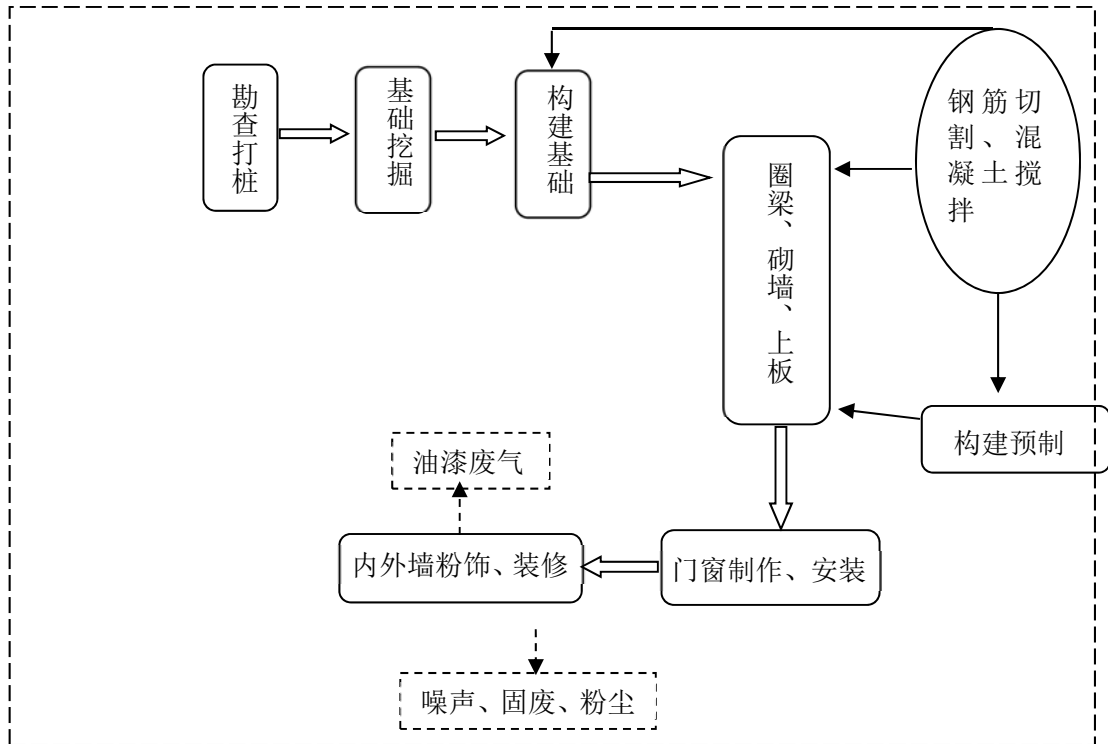 勘查打桩
基础挖掘
构建基础
钢筋切
割、混
凝土搅
拌
圈梁、砌墙、上板
构建预制
油漆废气
内外墙粉饰、装修
门窗制作、安装
噪声、固废、粉尘